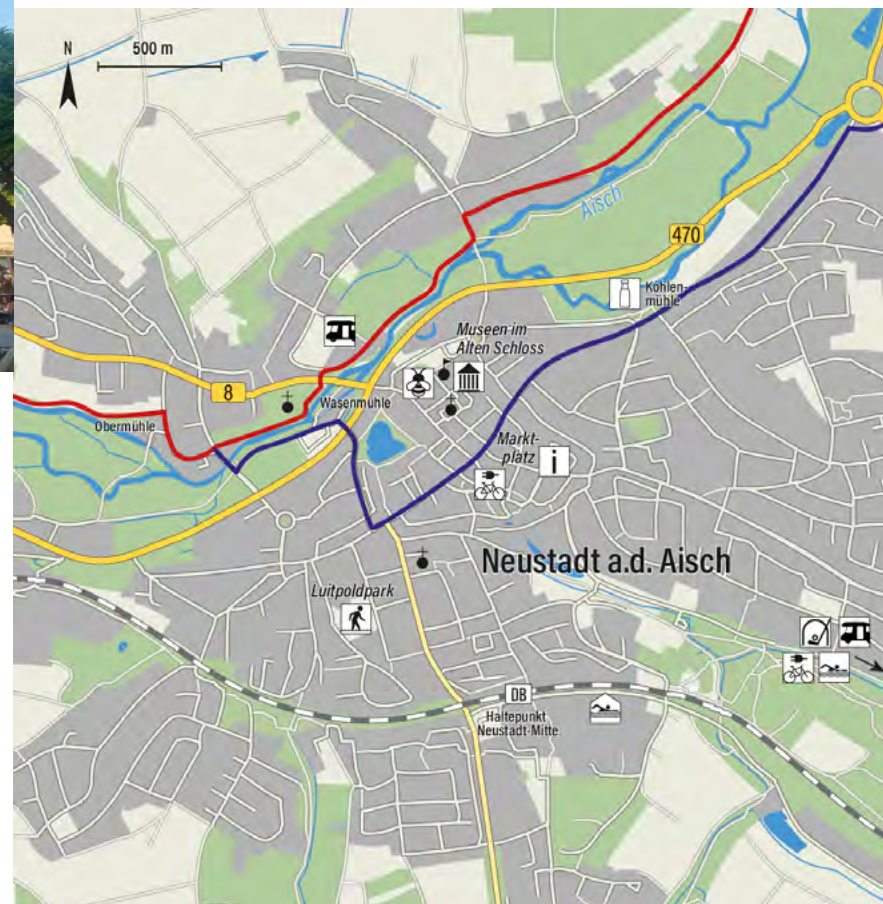 N
500 m
Aisch
470
Kohlen-
mühle
Museen im
Alten Schloss
8
Wasenmühle
Obermühle
Markt-
platz
i
Neustadt a.d. Aisch
Luitpoldpark
DB
Haltepunkt
Neustadt-Mitte